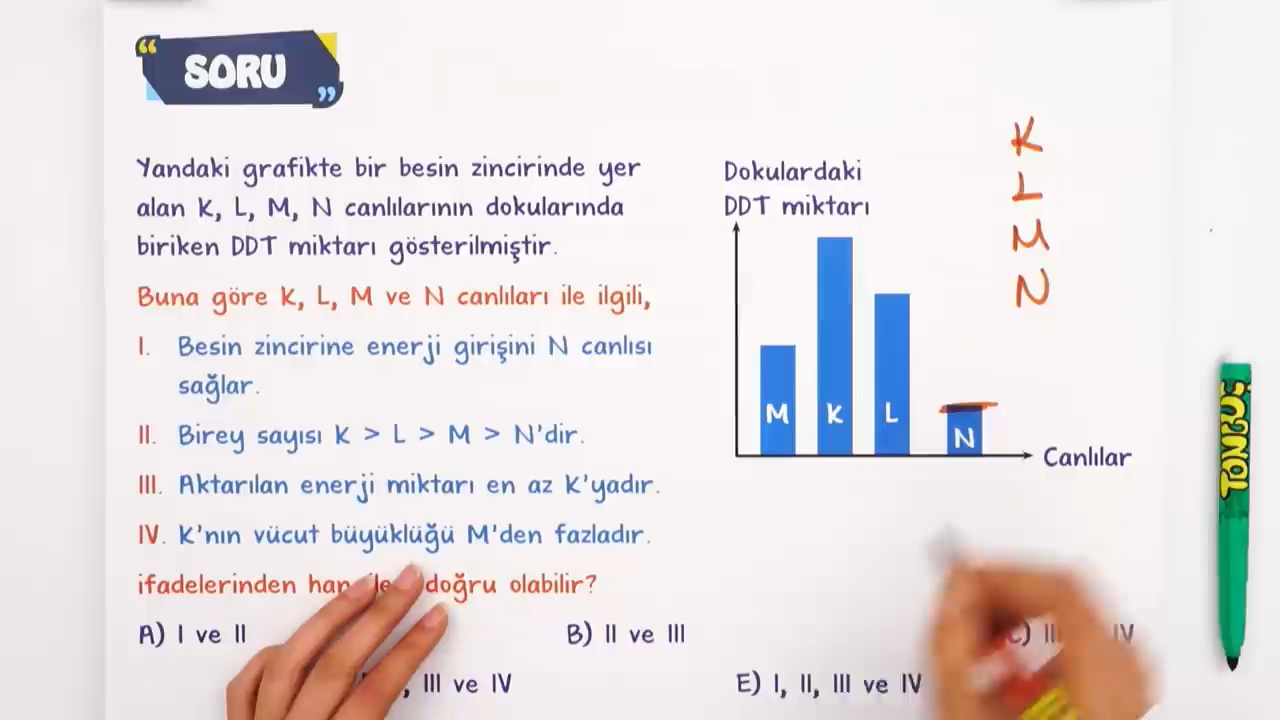 “ SORU ”
Yandaki grafikte bir besin zincirinde yer
alan K, L, M, N canlılarının dokularında
biriken DDT miktarı gösterilmiştir.
Buna göre K, L, M ve N canlıları ile ilgili,
I. Besin zincirine enerji girişini N canlısı
sağlar.
II. Birey sayısı K > L > M > N'dir.
III. Aktarılan enerji miktarı en az K'yadır.
IV. K'nın vücut büyüklüğü M'den fazladır.
ifadelerinden doğru olabilir?
A) I ve II
B) II ve III
C) IV
, III ve IV
E) I, II, III ve IV
Dokulardaki
DDT miktarı
M K L N
Canlılar
K
L
M
N
TONGUÇ